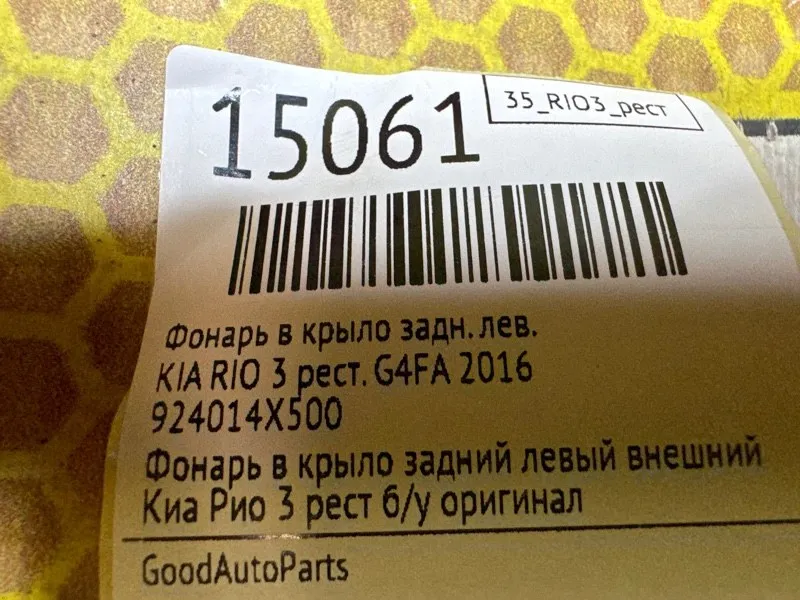 35_RIO3_рест
15061
Фонарь в крыло задн. лев.
KIA RIO 3 рест. G4FA 2016
924014X500
Фонарь в крыло задний левый внешний
Киа Рио 3 рест б/у оригинал
GoodAutoParts